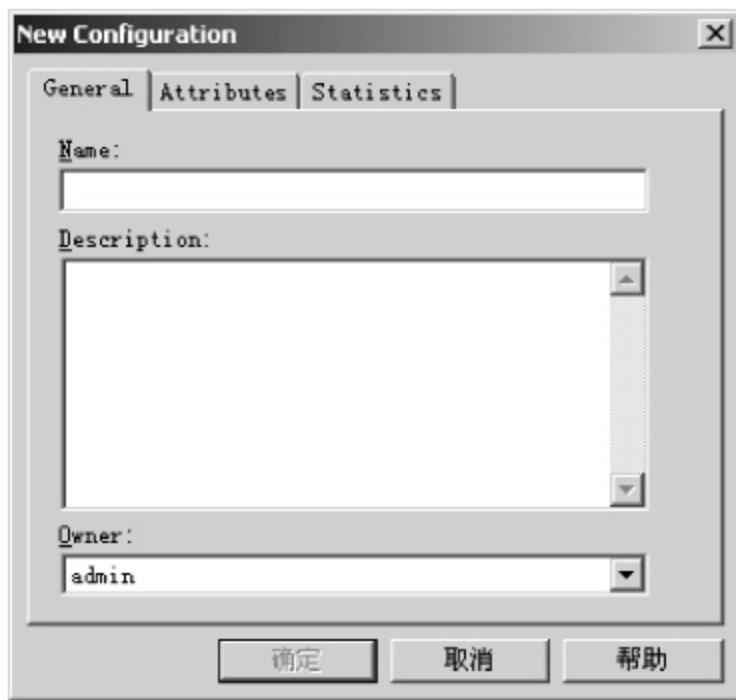 New Configuration
General Attributes Statistics
Name:
Description:
Owner:
admin
确定 取消 帮助